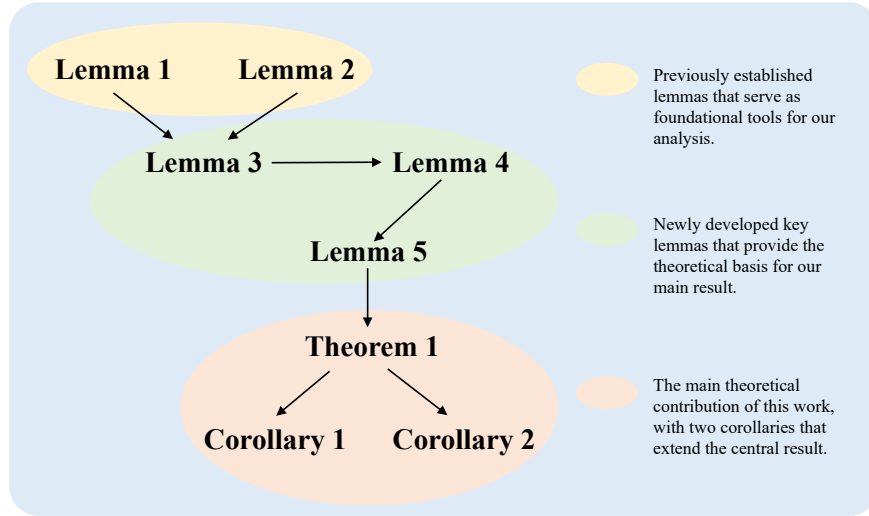 Lemma 1
Lemma 2
Lemma 3
Lemma 4
Lemma 5
Theorem 1
Corollary 1
Corollary 2
Previously established
lemmas that serve as
foundational tools for our
analysis.
Newly developed key
lemmas that provide the
theoretical basis for our
main result.
The main theoretical
contribution of this work,
with two corollaries that
extend the central result.